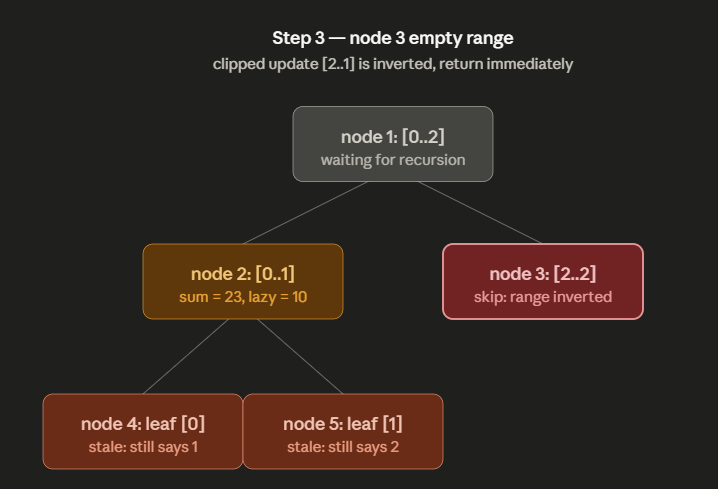 Step 3 — node 3 empty range
clipped update [2..1] is inverted, return immediately
node 1: [0..2]
waiting for recursion
node 2: [0..1]
sum = 23, lazy = 10
node 3: [2..2]
skip: range inverted
node 4: leaf [0]
stale: still says 1
node 5: leaf [1]
stale: still says 2